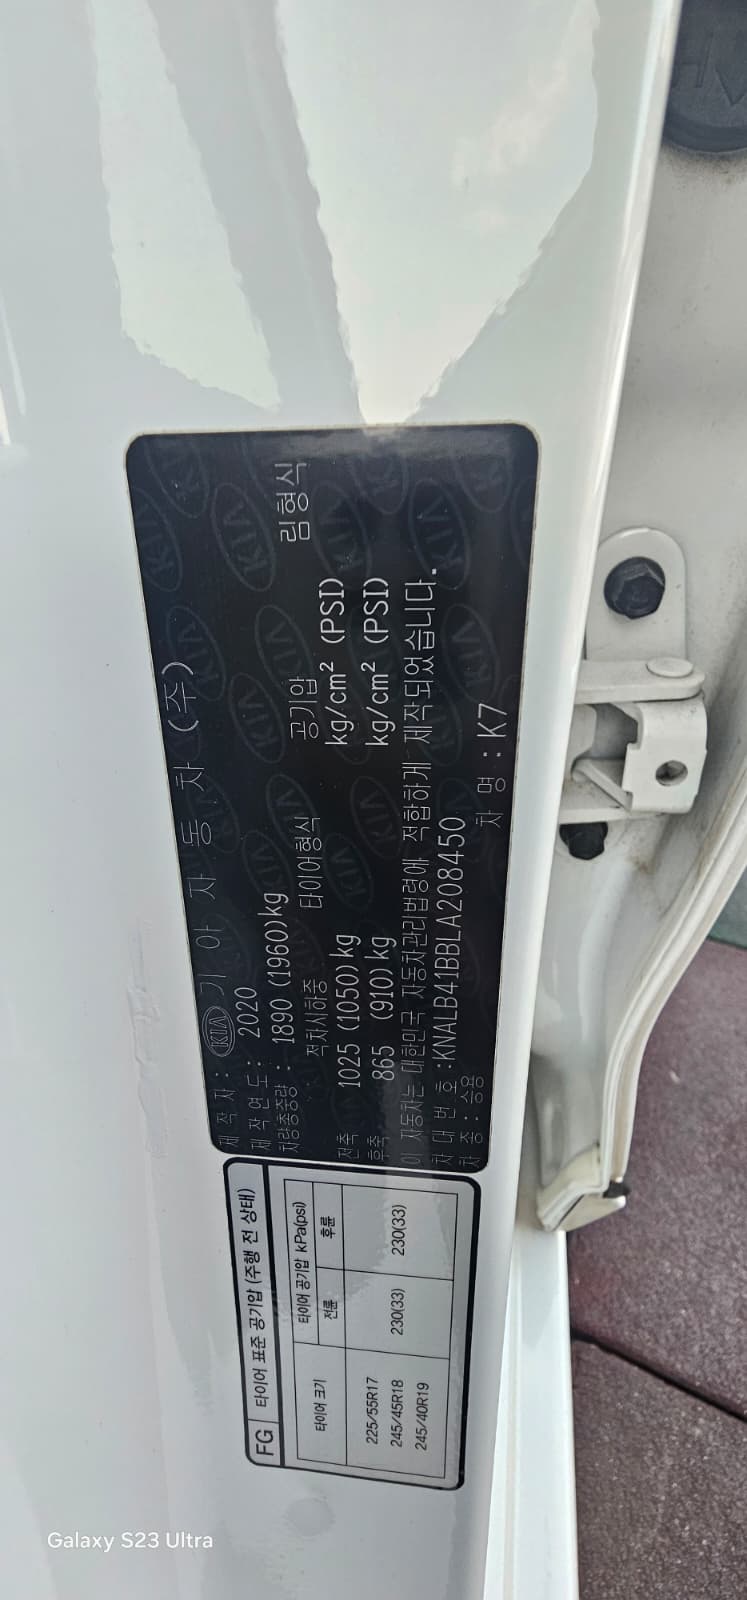 제 작 자 : KIA 기 아 자 동 차 (주)
제 작 연 도 : 2020
차량총중량 : 1890 (1960)kg
적차시하중 타이어형식 공기압 림형식
전축 1025 (1050)kg kg/cm² (PSI)
후축 865 (910)kg kg/cm² (PSI)
이 자동차는 대한민국 자동차관리법령에 적합하게 제작되었습니다.
차 대 번 호 :KNALB41BBLA208450
차 종 : 승용 차 명 : K7
FG 타이어 표준 공기압 (주행 전 상태)
타이어 크기 타이어 공기압 kPa(psi)
전륜 후륜
225/55R17
245/45R18 230(33) 230(33)
245/40R19
Galaxy S23 Ultra